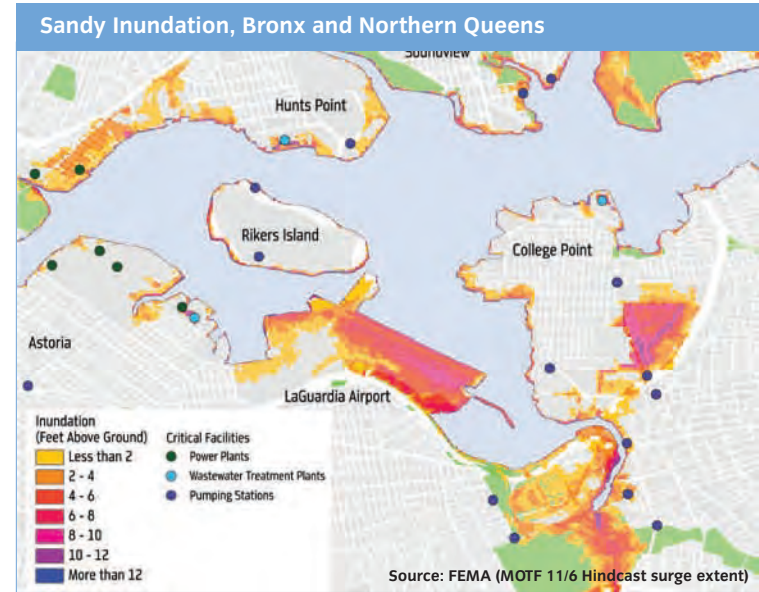 Sandy Inundation, Bronx and Northern Queens
Soundview
Hunts Point
Rikers Island
College Point
Astoria
LaGuardia Airport
Inundation
(Feet Above Ground)
Less than 2
2 - 4
4 - 6
6 - 8
8 - 10
10 - 12
More than 12
Critical Facilities
Power Plants
Wastewater Treatment Plants
Pumping Stations
Source: FEMA (MOTF 11/6 Hindcast surge extent)